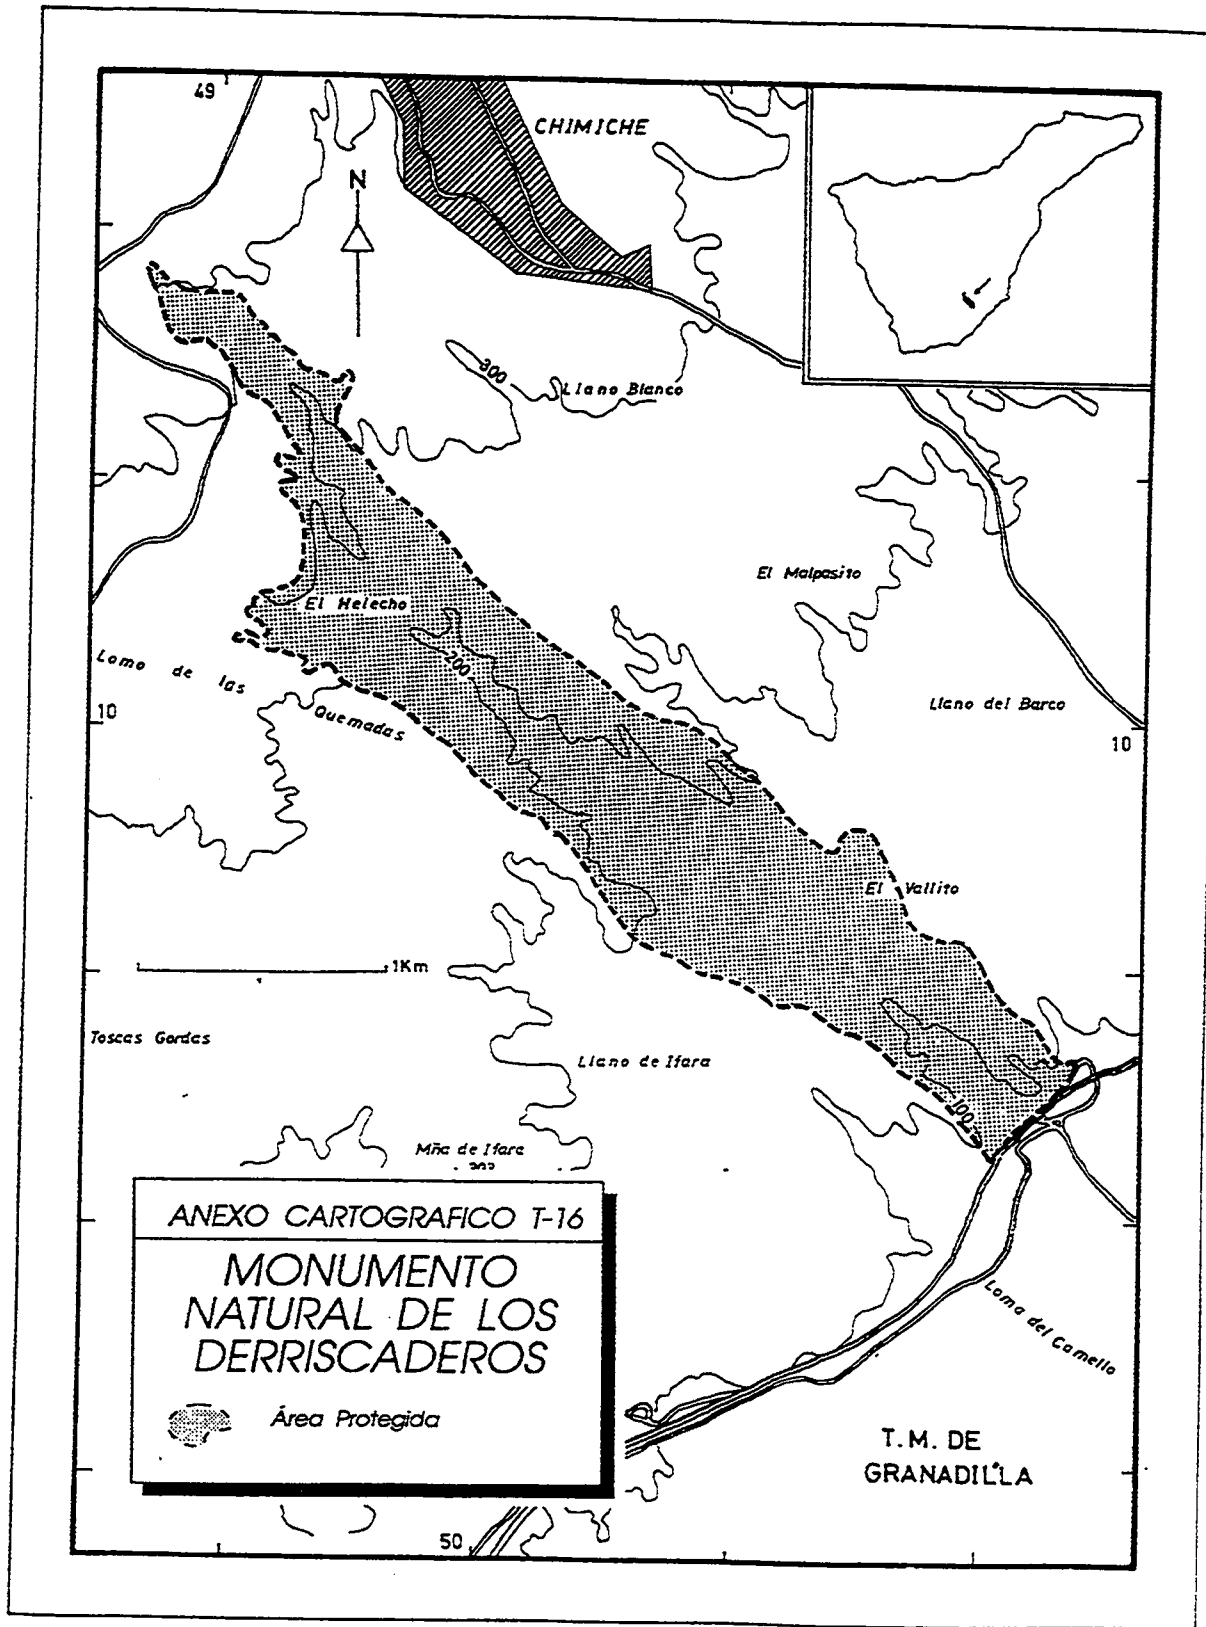 49
CHIMICHE
N
300
Llano Blanco
El Malpasito
El Helecho
200
Lomo de las Quemadas
10
Llano del Barco
10
El Vallito
1Km
Toscas Gordas
Llano de Ifara
100
Mña de Ifara
ANEXO CARTOGRAFICO T-16
MONUMENTO
NATURAL DE LOS
DERRISCADEROS
Área Protegida
Loma del Camello
T.M. DE
GRANADILLA
50